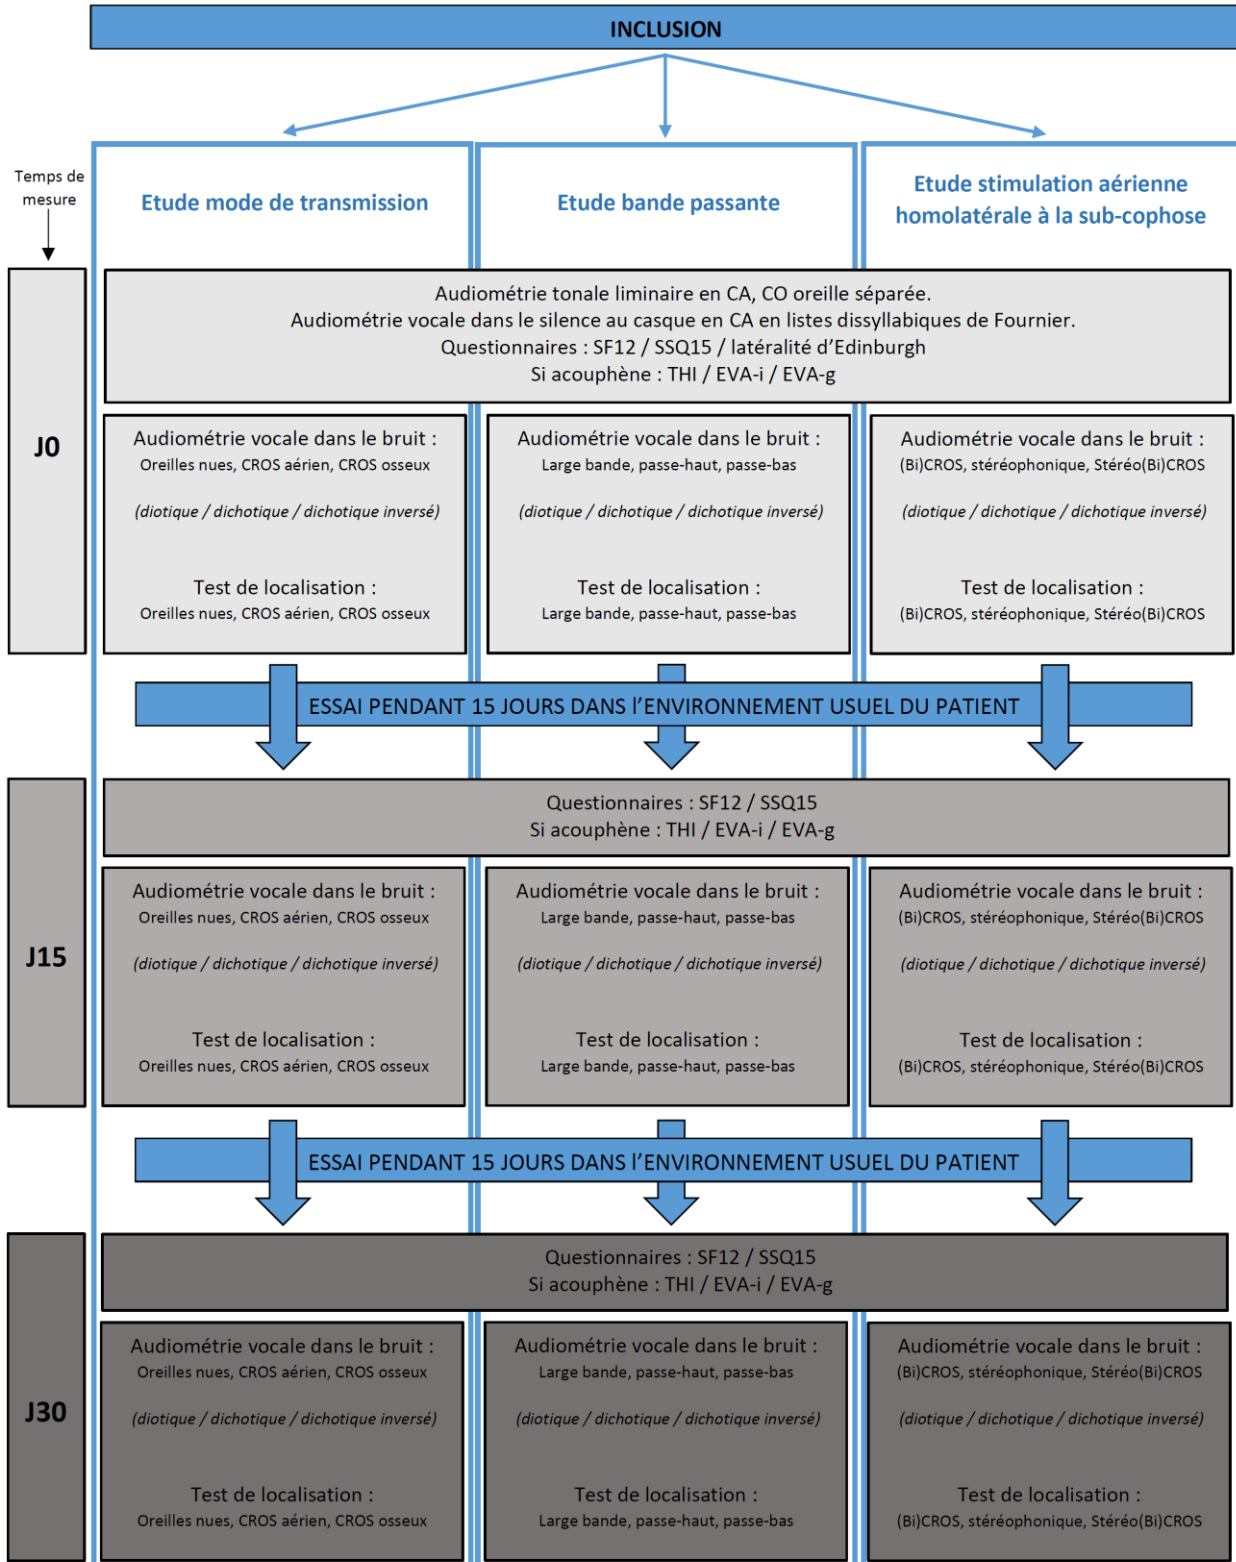 INCLUSION
Temps de
mesure
Etude mode de transmission
Etude bande passante
Etude stimulation aérienne
homolatérale à la sub-cophose
J0
Audiométrie tonale liminaire en CA, CO oreille séparée.
Audiométrie vocale dans le silence au casque en CA en listes dissyllabiques de Fournier.
Questionnaires : SF12 / SSQ15 / latéralité d'Edinburgh
Si acouphène : THI / EVA-i / EVA-g
Audiométrie vocale dans le bruit :
Oreilles nues, CROS aérien, CROS osseux
(diotique / dichotique / dichotique inversé)
Test de localisation :
Oreilles nues, CROS aérien, CROS osseux
Audiométrie vocale dans le bruit :
Large bande, passe-haut, passe-bas
(diotique / dichotique / dichotique inversé)
Test de localisation :
Large bande, passe-haut, passe-bas
Audiométrie vocale dans le bruit :
(Bi)CROS, stéréophonique, Stéréo(Bi)CROS
(diotique / dichotique / dichotique inversé)
Test de localisation :
(Bi)CROS, stéréophonique, Stéréo(Bi)CROS
ESSAI PENDANT 15 JOURS DANS l'ENVIRONEMENT USUEL DU PATIENT
J15
Questionnaires : SF12 / SSQ15
Si acouphène : THI / EVA-i / EVA-g
Audiométrie vocale dans le bruit :
Oreilles nues, CROS aérien, CROS osseux
(diotique / dichotique / dichotique inversé)
Test de localisation :
Oreilles nues, CROS aérien, CROS osseux
Audiométrie vocale dans le bruit :
Large bande, passe-haut, passe-bas
(diotique / dichotique / dichotique inversé)
Test de localisation :
Large bande, passe-haut, passe-bas
Audiométrie vocale dans le bruit :
(Bi)CROS, stéréophonique, Stéréo(Bi)CROS
(diotique / dichotique / dichotique inversé)
Test de localisation :
(Bi)CROS, stéréophonique, Stéréo(Bi)CROS
ESSAI PENDANT 15 JOURS DANS l'ENVIRONNEMENT USUEL DU PATIENT
J30
Questionnaires : SF12 / SSQ15
Si acouphène : THI / EVA-i / EVA-g
Audiométrie vocale dans le bruit :
Oreilles nues, CROS aérien, CROS osseux
(diotique / dichotique / dichotique inversé)
Test de localisation :
Oreilles nues, CROS aérien, CROS osseux
Audiométrie vocale dans le bruit :
Large bande, passe-haut, passe-bas
(diotique / dichotique / dichotique inversé)
Test de localisation :
Large bande, passe-haut, passe-bas
Audiométrie vocale dans le bruit :
(Bi)CROS, stéréophonique, Stéréo(Bi)CROS
(diotique / dichotique / dichotique inversé)
Test de localisation :
(Bi)CROS, stéréophonique, Stéréo(Bi)CROS